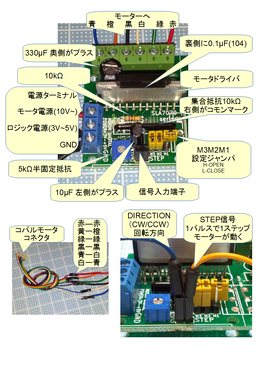 モーターへ
青 橙 黒 白 緑 赤
330μF 奥側がプラス
裏側に0.1μF(104)
10kΩ
モータドライバ
電源ターミナル
モータ電源(10V~)
ロジック電源(3V~5V)
GND
集合抵抗10kΩ
右側がコモンマーク
M3M2M1
設定ジャンパ
H-OPEN
L-CLOSE
5kΩ半固定抵抗
10μF 左側がプラス
信号入力端子
STEP
コパルモータ
コネクタ
赤―赤
黄―橙
緑―緑
黒―黒
青―白
白―青
DIRECTION
(CW/CCW)
回転方向
STEP信号
1パルスで1ステップ
モーターが動く